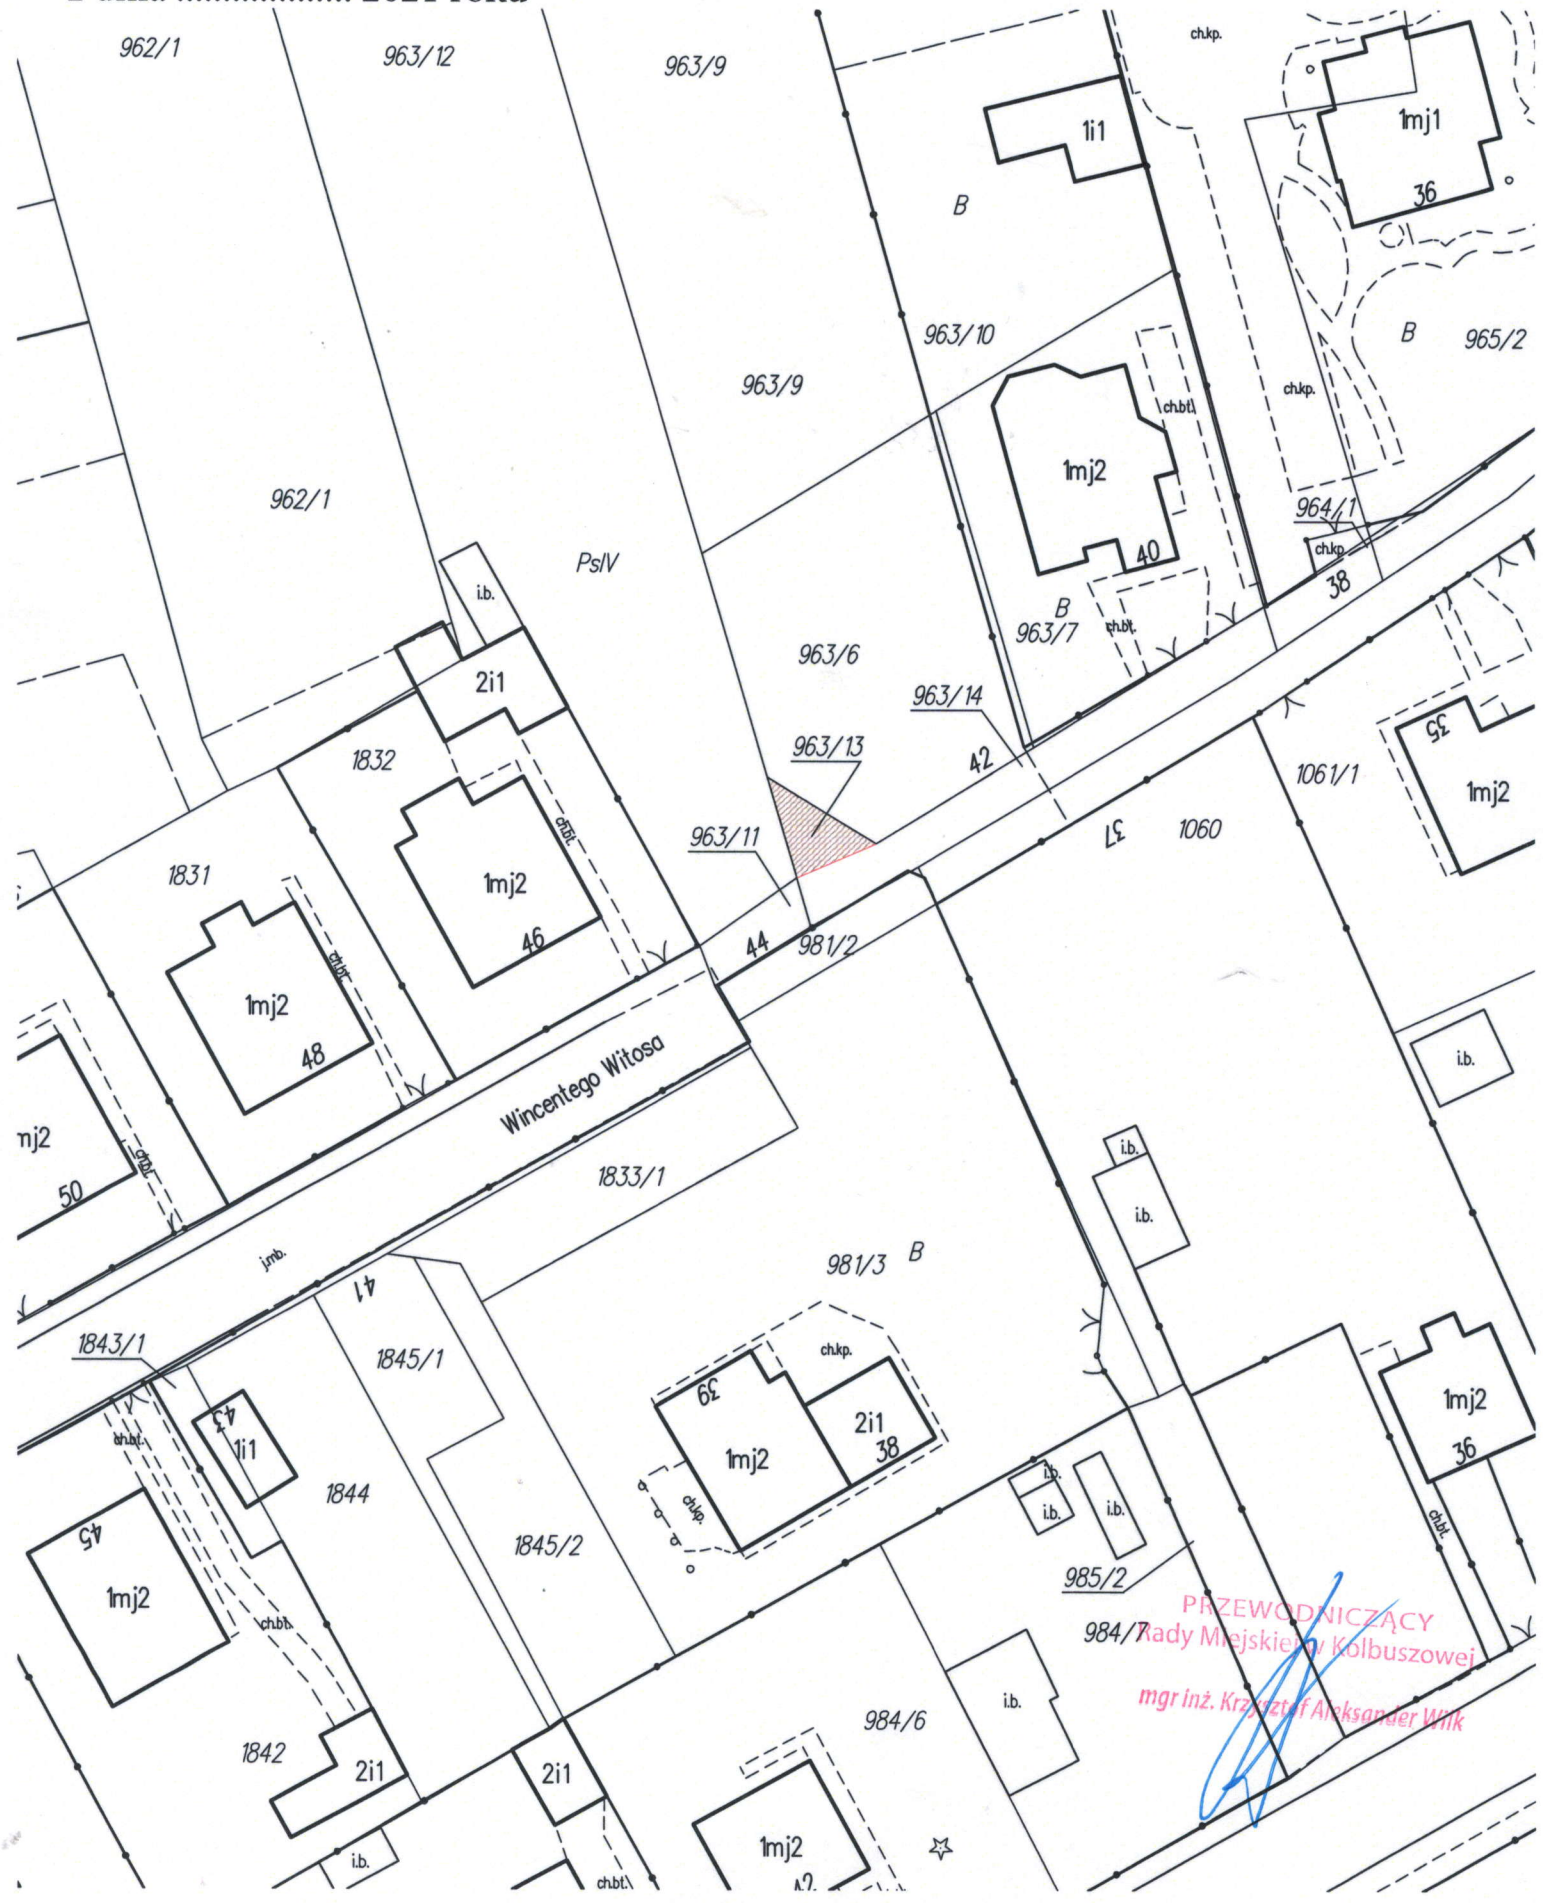 2021 roku
962/1
963/12
963/9
ch.kp.
1i1
1mj1
36
B
963/10
B
965/2
963/9
ch.bt.
ch.kp.
1mj2
962/1
964/1
ch.kp.
40
38
PsIV
i.b.
B
963/7
ch.bt.
963/6
2i1
963/14
35
963/13
42
1832
1061/1
1mj2
ch.bt.
963/11
37
1060
1831
1mj2
46
44
981/2
ch.bt.
1mj2
48
Wincentego Witosa
i.b.
mj2
ch.bt.
50
i.b.
1833/1
i.b.
j.mb.
981/3
B
41
1843/1
1845/1
ch.kp.
39
43
1i1
ch.bt.
2i1
38
1mj2
1mj2
36
i.b.
i.b.
i.b.
1844
ch.kp.
ch.bt.
45
1845/2
985/2
1mj2
ch.bt.
984/7
PRZEWODNICZĄCY
Rady Miejskiej w Kolbuszowej
mgr inż. Krzysztof Aleksander Wilk
i.b.
984/6
1842
2i1
2i1
1mj2
42
i.b.
ch.bt.